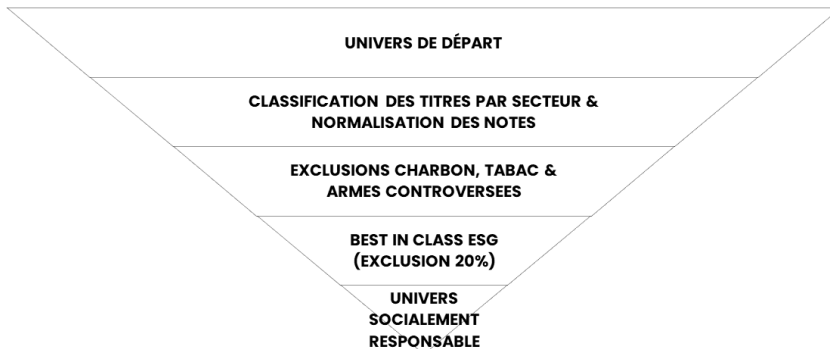 UNIVERS DE DÉPART
CLASSIFICATION DES TITRES PAR SECTEUR &
NORMALISATION DES NOTES
EXCLUSIONS CHARBON, TABAC &
ARMES CONTROVERSEES
BEST IN CLASS ESG
(EXCLUSION 20%)
UNIVERS
SOCIALEMENT
RESPONSABLE